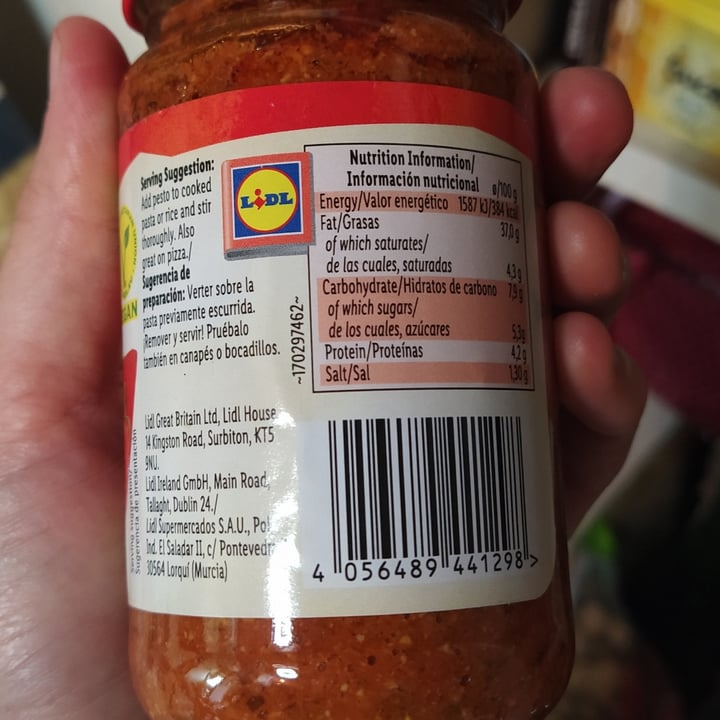 Serving Suggestion:
Add pesto to cooked
pasta or rice and stir
thoroughly. Also
great on pizza./
Sugerencia de
preparación: Verter sobre la
pasta previamente escurrida.
¡Remover y servir! Pruébalo
también en canapés o bocadillos.
LIDL
~170297462~
Nutrition Information/
Información nutricional ø/100 g
Energy/Valor energético 1587 kJ/384 kcal
Fat/Grasas 37,0 g
of which saturates/
de las cuales, saturadas 4,3 g
Carbohydrate/Hidratos de carbono 7,9 g
of which sugars/
de los cuales, azúcares 5,3 g
Protein/Proteínas 4,2 g
Salt/Sal 1,30 g
Lidl Great Britain Ltd, Lidl House
14 Kingston Road, Surbiton, KT5
9NU.
Lidl Ireland GmbH, Main Road,
Tallaght, Dublin 24./
Lidl Supermercados S.A.U., Pol
Ind. El Saladar II, c/ Pontevedr
30564 Lorquí (Murcia)
Serving suggestion/
Sugerencia de presentación
4 056489 441298 >